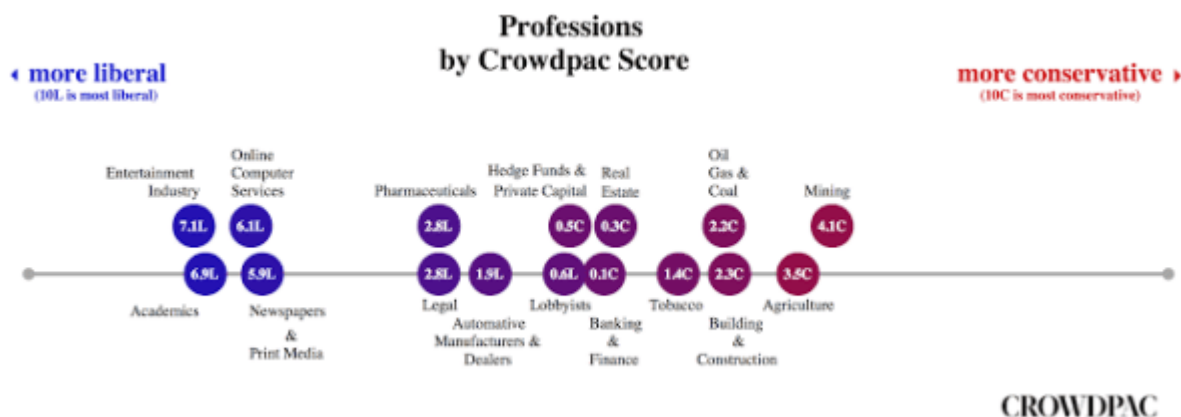 Professions
by Crowdpac Score
◂ more liberal
(10L is most liberal)
more conservative ▸
(10C is most conservative)
Entertainment
Industry
Online
Computer
Services
Pharmaceuticals
Hedge Funds &
Private Capital
Real
Estate
Oil
Gas &
Coal
Mining
7.1L
6.1L
2.8L
0.5C
0.3C
2.2C
4.1C
6.9L
5.9L
2.8L
1.9L
0.6L
0.1C
1.4C
2.3C
3.5C
Academics
Newspapers
&
Print Media
Legal
Automative
Manufacturers &
Dealers
Lobbyists
Banking
&
Finance
Tobacco
Building
&
Construction
Agriculture
CROWDPAC